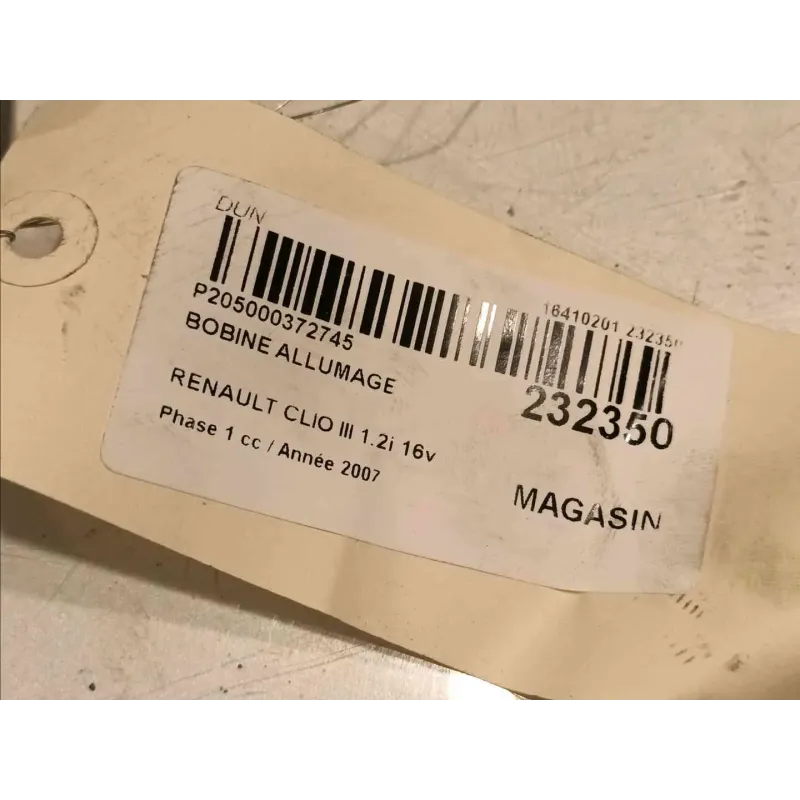 DUN
16410201 232350
P205000372745
232350
BOBINE ALLUMAGE
RENAULT CLIO III 1.2i 16v
Phase 1 cc / Année 2007
MAGASIN